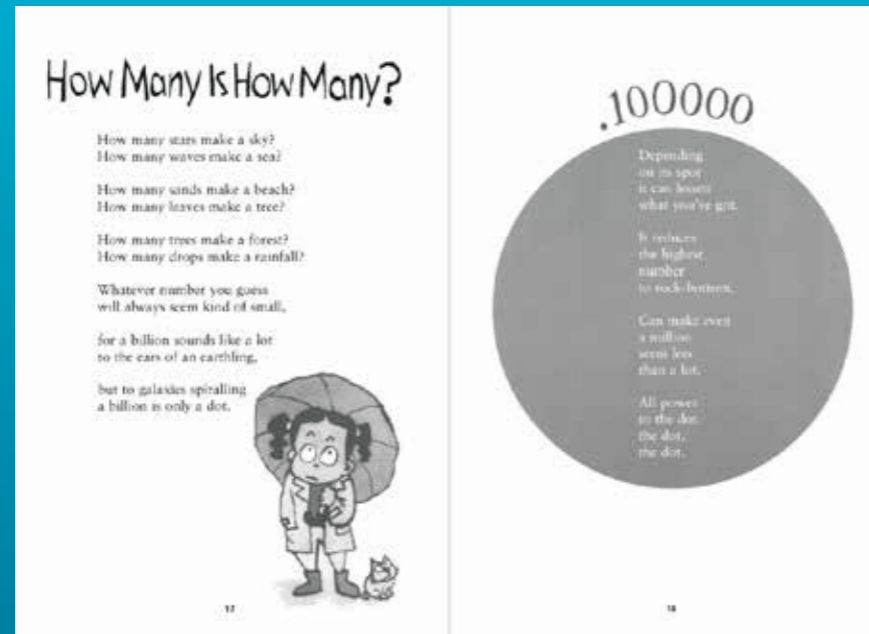 How Many Is How Many?
How many stars make a sky?
How many waves make a sea?
How many sands make a beach?
How many leaves make a tree?
How many trees make a forest?
How many drops make a rainfall?
Whatever number you guess
will always seem kind of small,
for a billion sounds like a lot
to the ears of an earthling,
but to galaxies spiralling
a billion is only a dot.
.100000
Depending
on its spot
it can lessen
what you've got.
It reduces
the highest
number
to rock-bottom.
Can make even
a million
seem less
than a lot.
All power
to the dot,
the dot,
the dot.